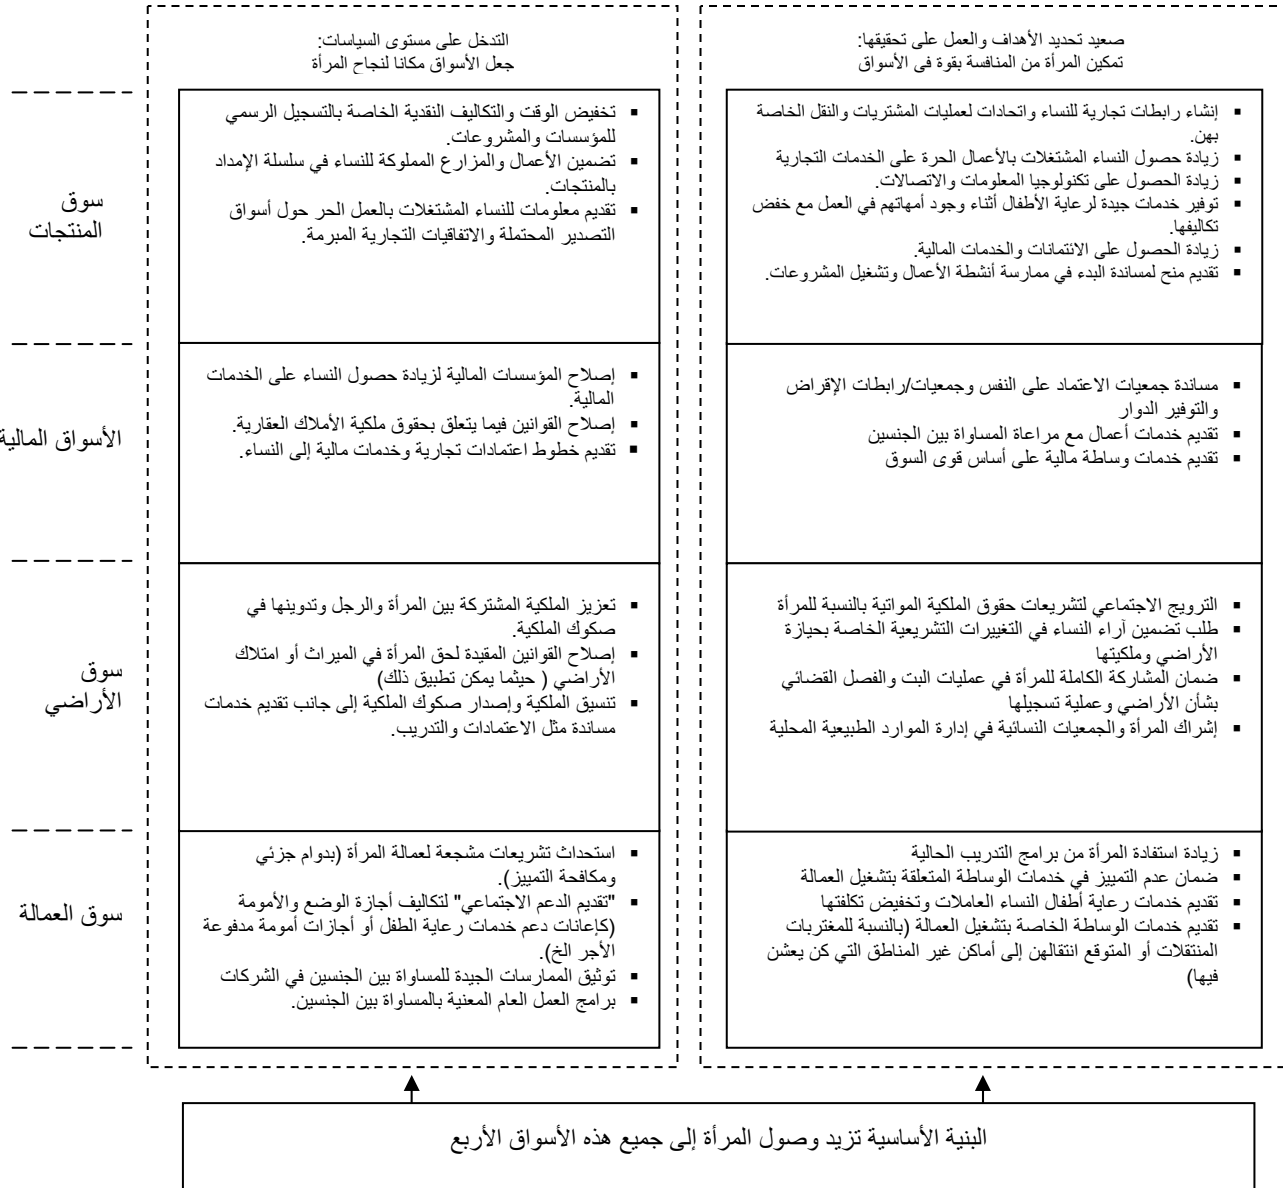 صعيد تحديد الأهداف والعمل على تحقيقها:
تمكين المرأة من المنافسة بقوة في الأسواق
التدخل على مستوى السياسات:
جعل الأسواق مكانا لنجاح المرأة
▪ إنشاء رابطات تجارية للنساء واتحادات لعمليات المشتريات والنقل الخاصة
بهن.
▪ زيادة حصول النساء المشتغلات بالأعمال الحرة على الخدمات التجارية
▪ زيادة الحصول على تكنولوجيا المعلومات والاتصالات.
▪ توفير خدمات جيدة لرعاية الأطفال أثناء وجود أمهاتهم في العمل مع خفض
تكاليفها.
▪ زيادة الحصول على الائتمانات والخدمات المالية.
▪ تقديم منح لمساندة البدء في ممارسة أنشطة الأعمال وتشغيل المشروعات.
▪ تخفيض الوقت والتكاليف النقدية الخاصة بالتسجيل الرسمي
للمؤسسات والمشروعات.
▪ تضمين الأعمال والمزارع المملوكة للنساء في سلسلة الإمداد
بالمنتجات.
▪ تقديم معلومات للنساء المشتغلات بالعمل الحر حول أسواق
التصدير المحتملة والاتفاقيات التجارية المبرمة.
سوق
المنتجات
▪ مساندة جمعيات الاعتماد على النفس وجمعيات/رابطات الإقراض
والتوفير الدوار
▪ تقديم خدمات أعمال مع مراعاة المساواة بين الجنسين
▪ تقديم خدمات وساطة مالية على أساس قوى السوق
▪ إصلاح المؤسسات المالية لزيادة حصول النساء على الخدمات
المالية.
▪ إصلاح القوانين فيما يتعلق بحقوق ملكية الأملاك العقارية.
▪ تقديم خطوط اعتمادات تجارية وخدمات مالية إلى النساء.
الأسواق المالية
▪ الترويج الاجتماعي لتشريعات حقوق الملكية المواتية بالنسبة للمرأة
▪ طلب تضمين آراء النساء في التغييرات التشريعية الخاصة بحيازة
الأراضي وملكيتها
▪ ضمان المشاركة الكاملة للمرأة في عمليات البت والفصل القضائي
بشأن الأراضي وعملية تسجيلها
▪ إشراك المرأة والجمعيات النسائية في إدارة الموارد الطبيعية المحلية
▪ تعزيز الملكية المشتركة بين المرأة والرجل وتدوينها في
صكوك الملكية.
▪ إصلاح القوانين المقيدة لحق المرأة في الميراث أو امتلاك
الأراضي ( حيثما يمكن تطبيق ذلك)
▪ تنسيق الملكية وإصدار صكوك الملكية إلى جانب تقديم خدمات
مساندة مثل الاعتمادات والتدريب.
سوق
الأراضي
▪ زيادة استفادة المرأة من برامج التدريب الحالية
▪ ضمان عدم التمييز في خدمات الوساطة المتعلقة بتشغيل العمالة
▪ تقديم خدمات رعاية أطفال النساء العاملات وتخفيض تكلفتها
▪ تقديم خدمات الوساطة الخاصة بتشغيل العمالة (بالنسبة للمغتربات
المنتقلات أو المتوقع انتقالهن إلى أماكن غير المناطق التي كن يعشن
فيها)
▪ استحداث تشريعات مشجعة لعمالة المرأة (بدوام جزئي
ومكافحة التمييز).
▪ "تقديم الدعم الاجتماعي" لتكاليف أجازة الوضع والأمومة
(كإعانات دعم خدمات رعاية الطفل أو أجازات أمومة مدفوعة
الأجر الخ).
▪ توثيق الممارسات الجيدة للمساواة بين الجنسين في الشركات
▪ برامج العمل العام المعنية بالمساواة بين الجنسين.
سوق العمالة
البنية الأساسية تزيد وصول المرأة إلى جميع هذه الأسواق الأربع